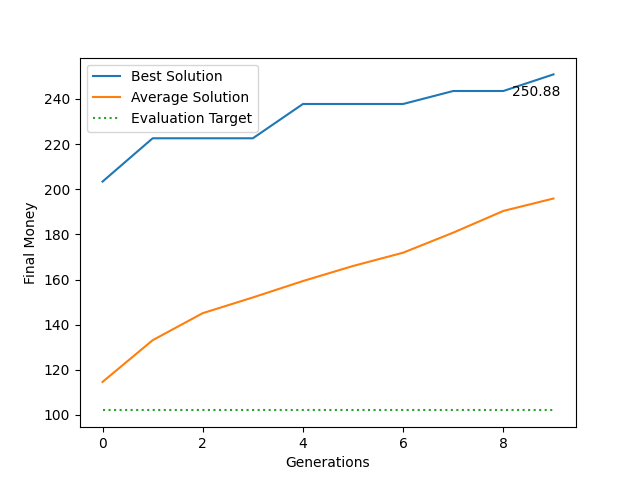 Best Solution
Average Solution
Evaluation Target
250.88
240
220
200
180
160
140
120
100
Final Money
0 2 4 6 8
Generations